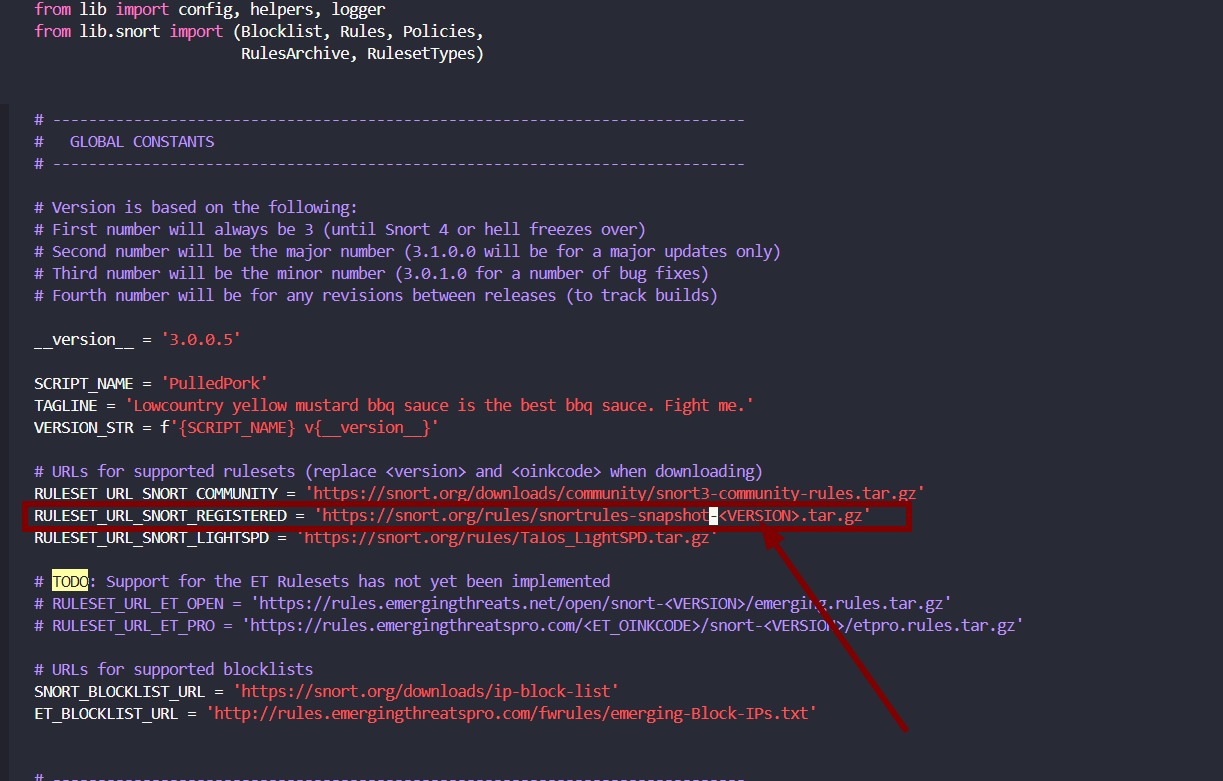 from lib import config, helpers, logger
from lib.snort import (Blocklist, Rules, Policies,
                       RulesArchive, RulesetTypes)
# -----------------------------------------------------------------------------
#   GLOBAL CONSTANTS
# -----------------------------------------------------------------------------
# Version is based on the following:
# First number will always be 3 (until Snort 4 or hell freezes over)
# Second number will be the major number (3.1.0.0 will be for a major updates only)
# Third number will be the minor number (3.0.1.0 for a number of bug fixes)
# Fourth number will be for any revisions between releases (to track builds)
__version__ = '3.0.0.5'
SCRIPT_NAME = 'PulledPork'
TAGLINE = 'Lowcountry yellow mustard bbq sauce is the best bbq sauce. Fight me.'
VERSION_STR = f'{SCRIPT_NAME} v{__version__}'
# URLs for supported rulesets (replace <version> and <oinkcode> when downloading)
RULESET_URL_SNORT_COMMUNITY = 'https://snort.org/downloads/community/snort3-community-rules.tar.gz'
RULESET_URL_SNORT_REGISTERED = 'https://snort.org/rules/snortrules-snapshot-<VERSION>.tar.gz'
RULESET_URL_SNORT_LIGHTSPD = 'https://snort.org/rules/Talos_LightSPD.tar.gz'
# TODO: Support for the ET Rulesets has not yet been implemented
# RULESET_URL_ET_OPEN = 'https://rules.emergingthreats.net/open/snort-<VERSION>/emerging.rules.tar.gz'
# RULESET_URL_ET_PRO = 'https://rules.emergingthreatspro.com/<ET_OINKCODE>/snort-<VERSION>/etpro.rules.tar.gz'
# URLs for supported blocklists
SNORT_BLOCKLIST_URL = 'https://snort.org/downloads/ip-block-list'
ET_BLOCKLIST_URL = 'http://rules.emergingthreatspro.com/fwrules/emerging-Block-IPs.txt'
# -----------------------------------------------------------------------------